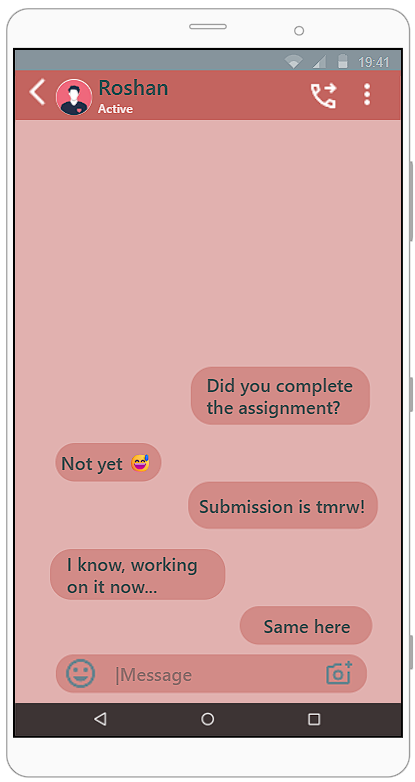 19:41
Roshan
Active
Did you complete
the assignment?
Not yet 😅
Submission is tmrw!
I know, working
on it now...
Same here
|Message